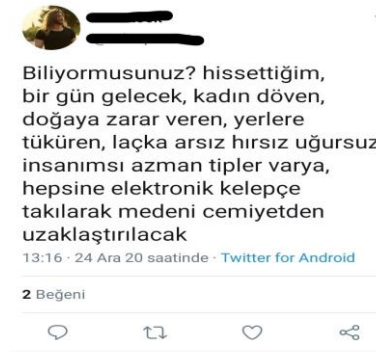 Biliyormusunuz? hissettiğim,
bir gün gelecek, kadın döven,
doğaya zarar veren, yerlere
tüküren, laçka arsız hırsız uğursuz
insanımsı azman tipler varya,
hepsine elektronik kelepçe
takılarak medeni cemiyetden
uzaklaştırılacak
13:16 · 24 Ara 20 saatinde · Twitter for Android
2 Beğeni